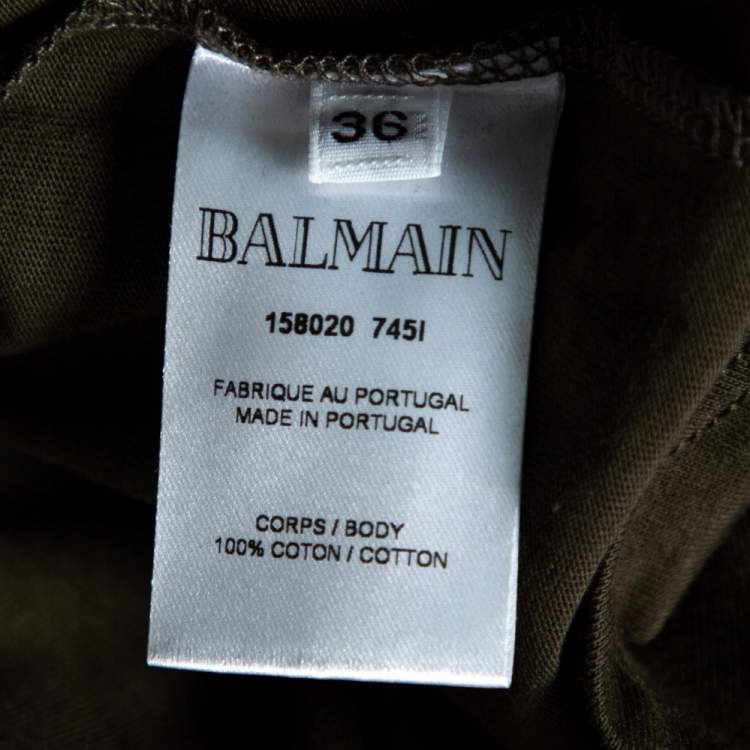 36
BALMAIN
158020 745I
FABRIQUE AU PORTUGAL
MADE IN PORTUGAL
CORPS / BODY
100% COTON / COTTON